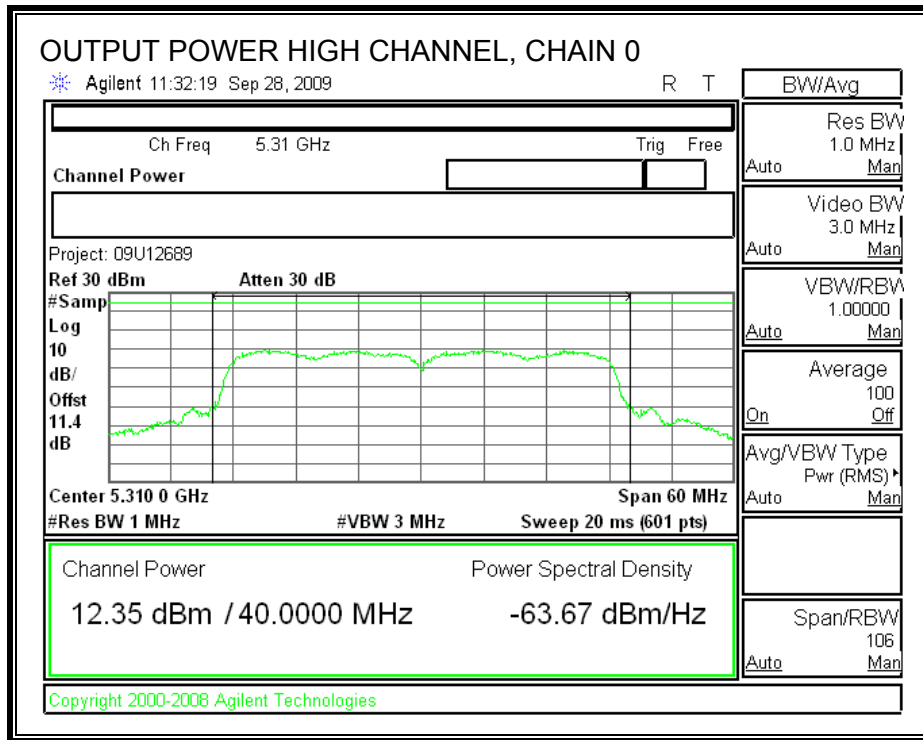 OUTPUT POWER HIGH CHANNEL, CHAIN 0
Agilent 11:32:19 Sep 28, 2009 R T
Ch Freq 5.31 GHz Trig Free
Channel Power
Project: 09U12689
Ref 30 dBm Atten 30 dB
#Samp
Log
10
dB/
Offst
11.4
dB
Center 5.310 0 GHz Span 60 MHz
#Res BW 1 MHz #VBW 3 MHz Sweep 20 ms (601 pts)
Channel Power Power Spectral Density
12.35 dBm / 40.0000 MHz -63.67 dBm/Hz
Copyright 2000-2008 Agilent Technologies
BW/Avg
Res BW
1.0 MHz
Auto Man
Video BW
3.0 MHz
Auto Man
VBW/RBW
1.00000
Auto Man
Average
100
On Off
Avg/VBW Type
Pwr (RMS)
Auto Man
Span/RBW
106
Auto Man